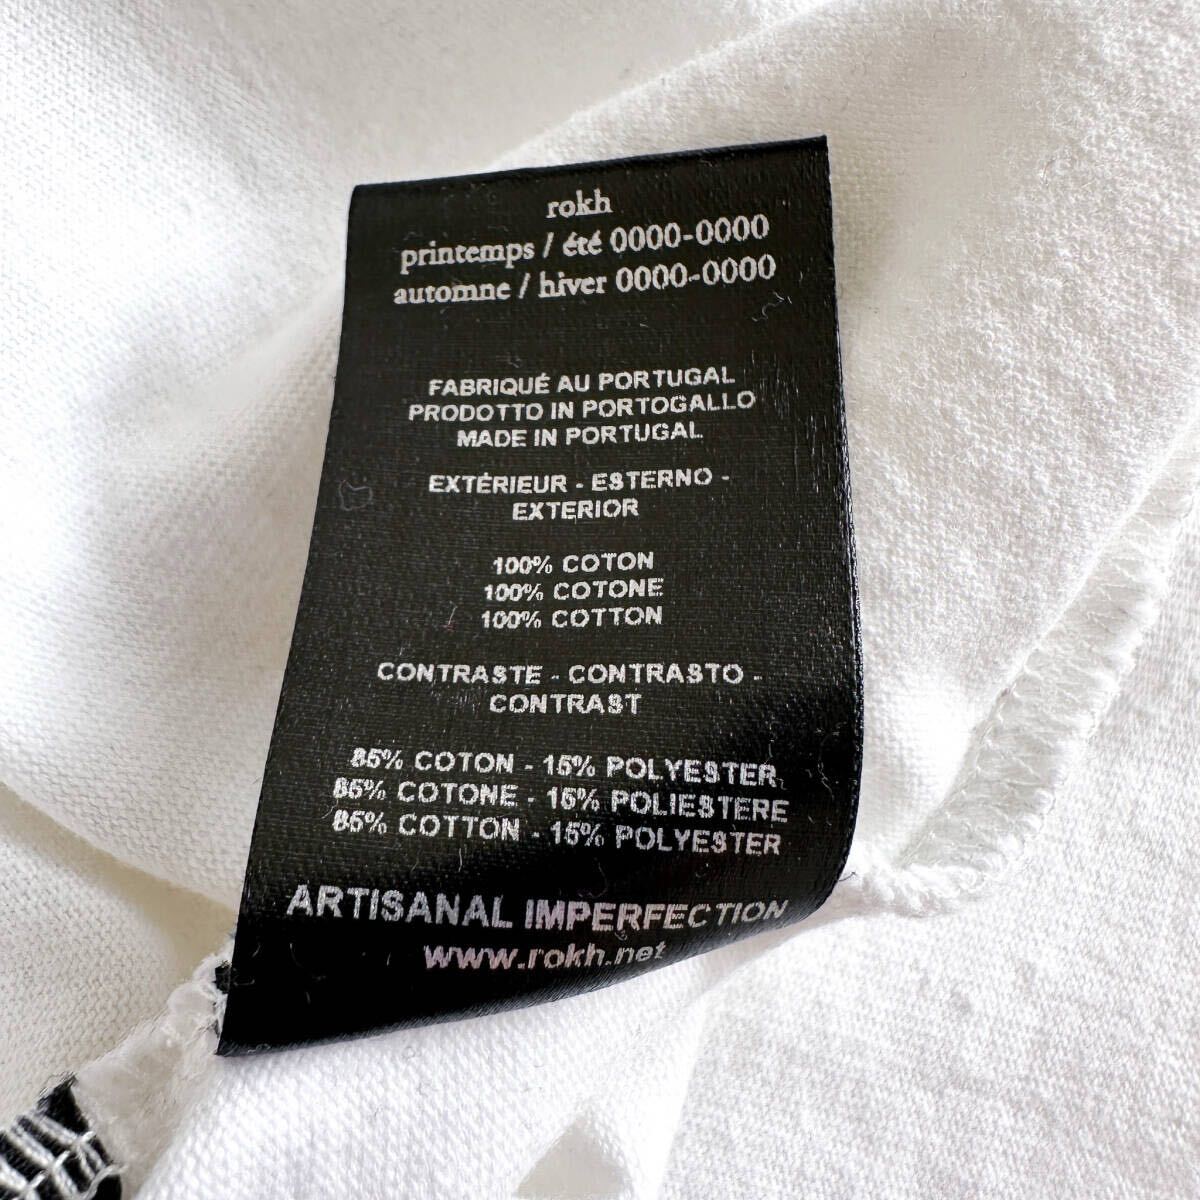 rokh
printemps / été 0000-0000
automne / hiver 0000-0000
FABRIQUÉ AU PORTUGAL
PRODOTTO IN PORTOGALLO
MADE IN PORTUGAL
EXTÉRIEUR - ESTERNO -
EXTERIOR
100% COTON
100% COTONE
100% COTTON
CONTRASTE - CONTRASTO -
CONTRAST
85% COTON - 15% POLYESTER
85% COTONE - 15% POLIESTERE
85% COTTON - 15% POLYESTER
ARTISANAL IMPERFECTION
www.rokh.net